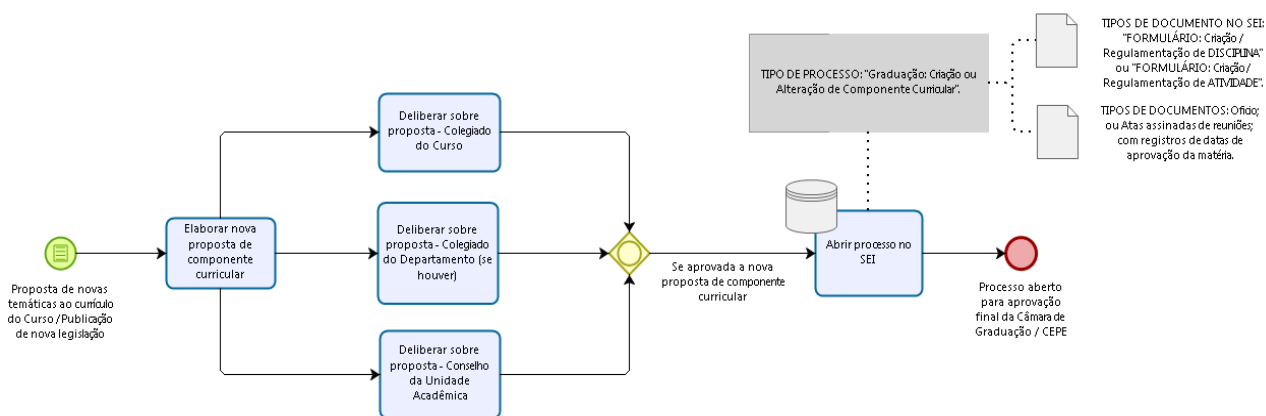 Proposta de novas
temáticas ao currículo
do Curso /Publicação
de nova legislação
Elaborar nova
proposta de
componente
curricular
Deliberar sobre
proposta - Colegiado
do Curso
Deliberar sobre
proposta - Colegiado
do Departamento (se
houver)
Deliberar sobre
proposta - Conselho
da Unidade
Acadêmica
Se aprovada a nova
proposta de componente
curricular
TIPO DE PROCESSO: "Graduação: Criação ou
Alteração de Componente Curricular".
TIPOS DE DOCUMENTO NO SEI:
"FORMULÁRIO: Criação /
Regulamentação de DISCIPLINA"
ou "FORMULÁRIO: Criação /
Regulamentação de ATIVIDADE".
TIPOS DE DOCUMENTOS: Ofício;
ou Atas assinadas de reuniões;
com registros de datas de
aprovação da matéria.
Abrir processo no
SEI
Processo aberto
para aprovação
final da Câmara de
Graduação / CEPE